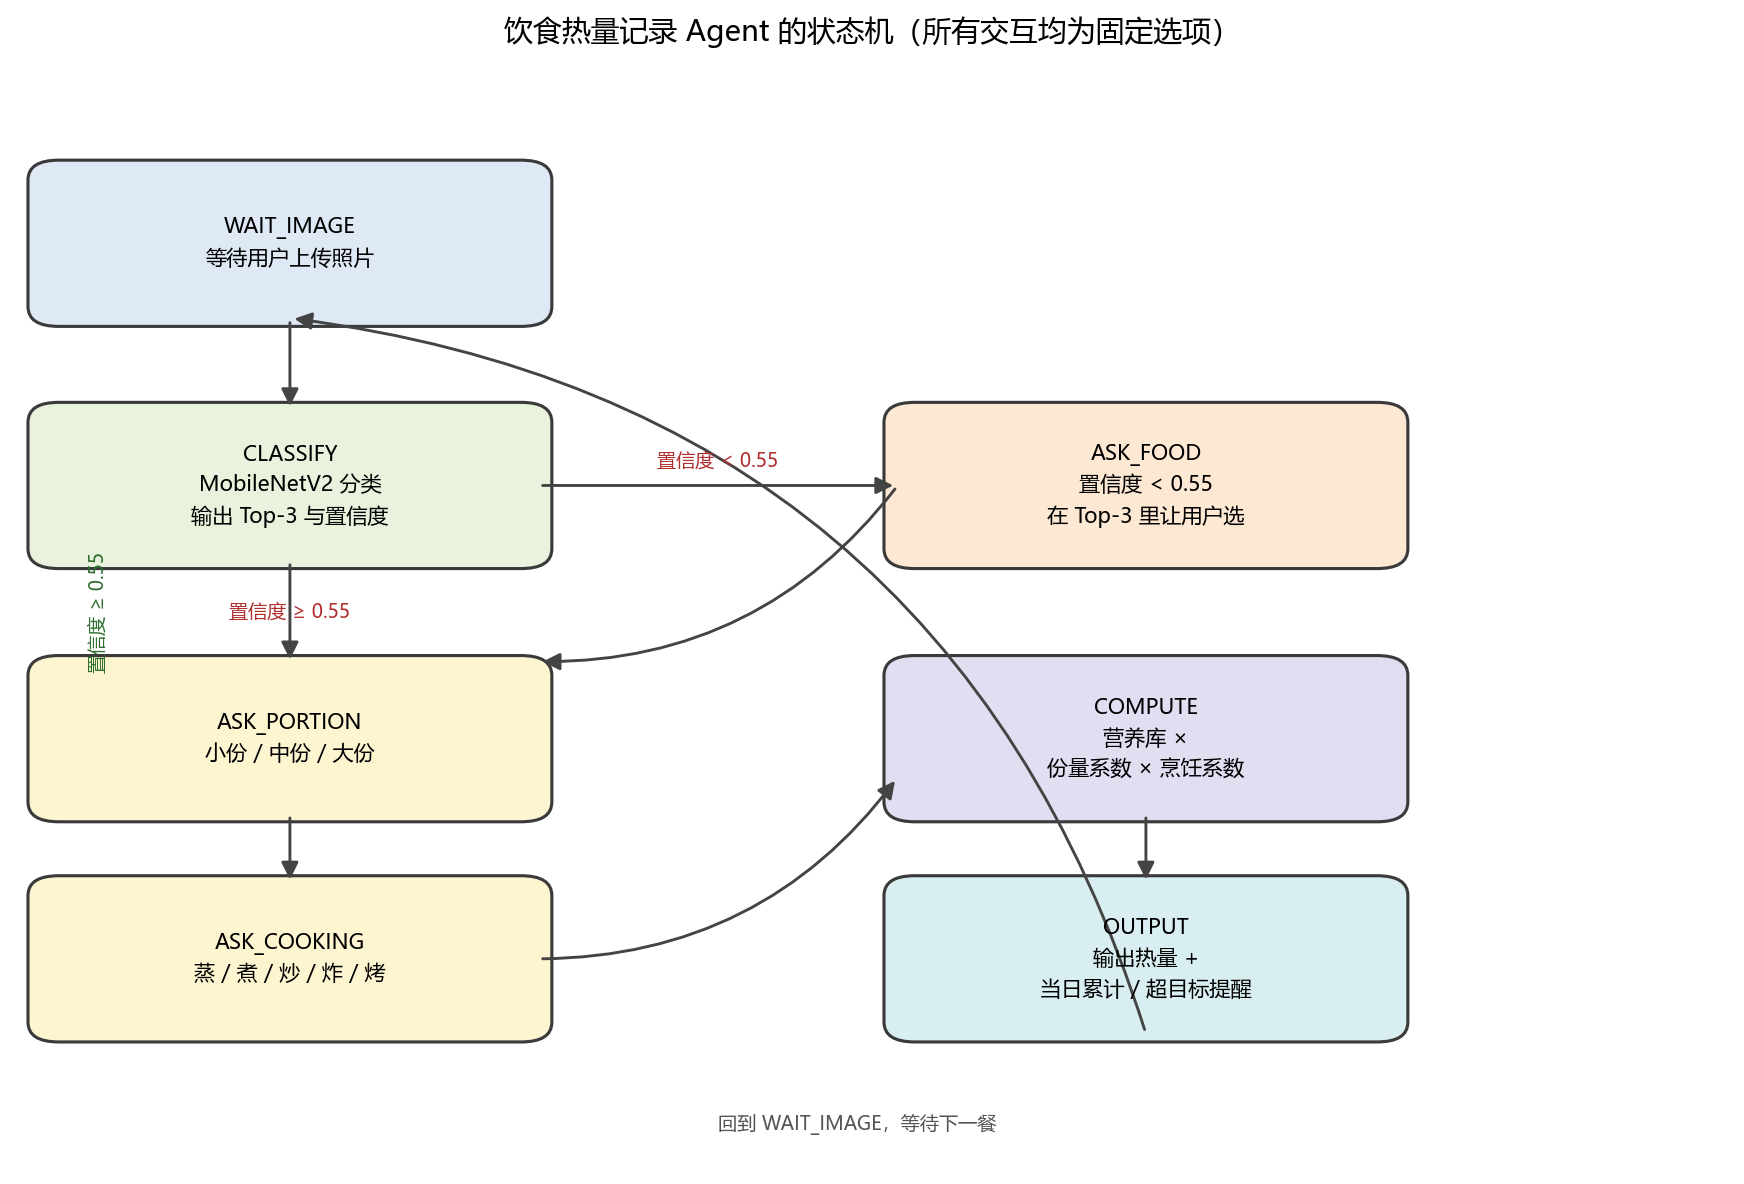 饮食热量记录 Agent 的状态机（所有交互均为固定选项）
WAIT_IMAGE
等待用户上传照片
CLASSIFY
MobileNetV2 分类
输出 Top-3 与置信度
置信度 < 0.55
ASK_FOOD
置信度 < 0.55
在 Top-3 里让用户选
置信度 ≥ 0.55
置信度 ≥ 0.55
ASK_PORTION
小份 / 中份 / 大份
COMPUTE
营养库 ×
份量系数 × 烹饪系数
ASK_COOKING
蒸 / 煮 / 炒 / 炸 / 烤
OUTPUT
输出热量 +
当日累计 / 超目标提醒
回到 WAIT_IMAGE，等待下一餐